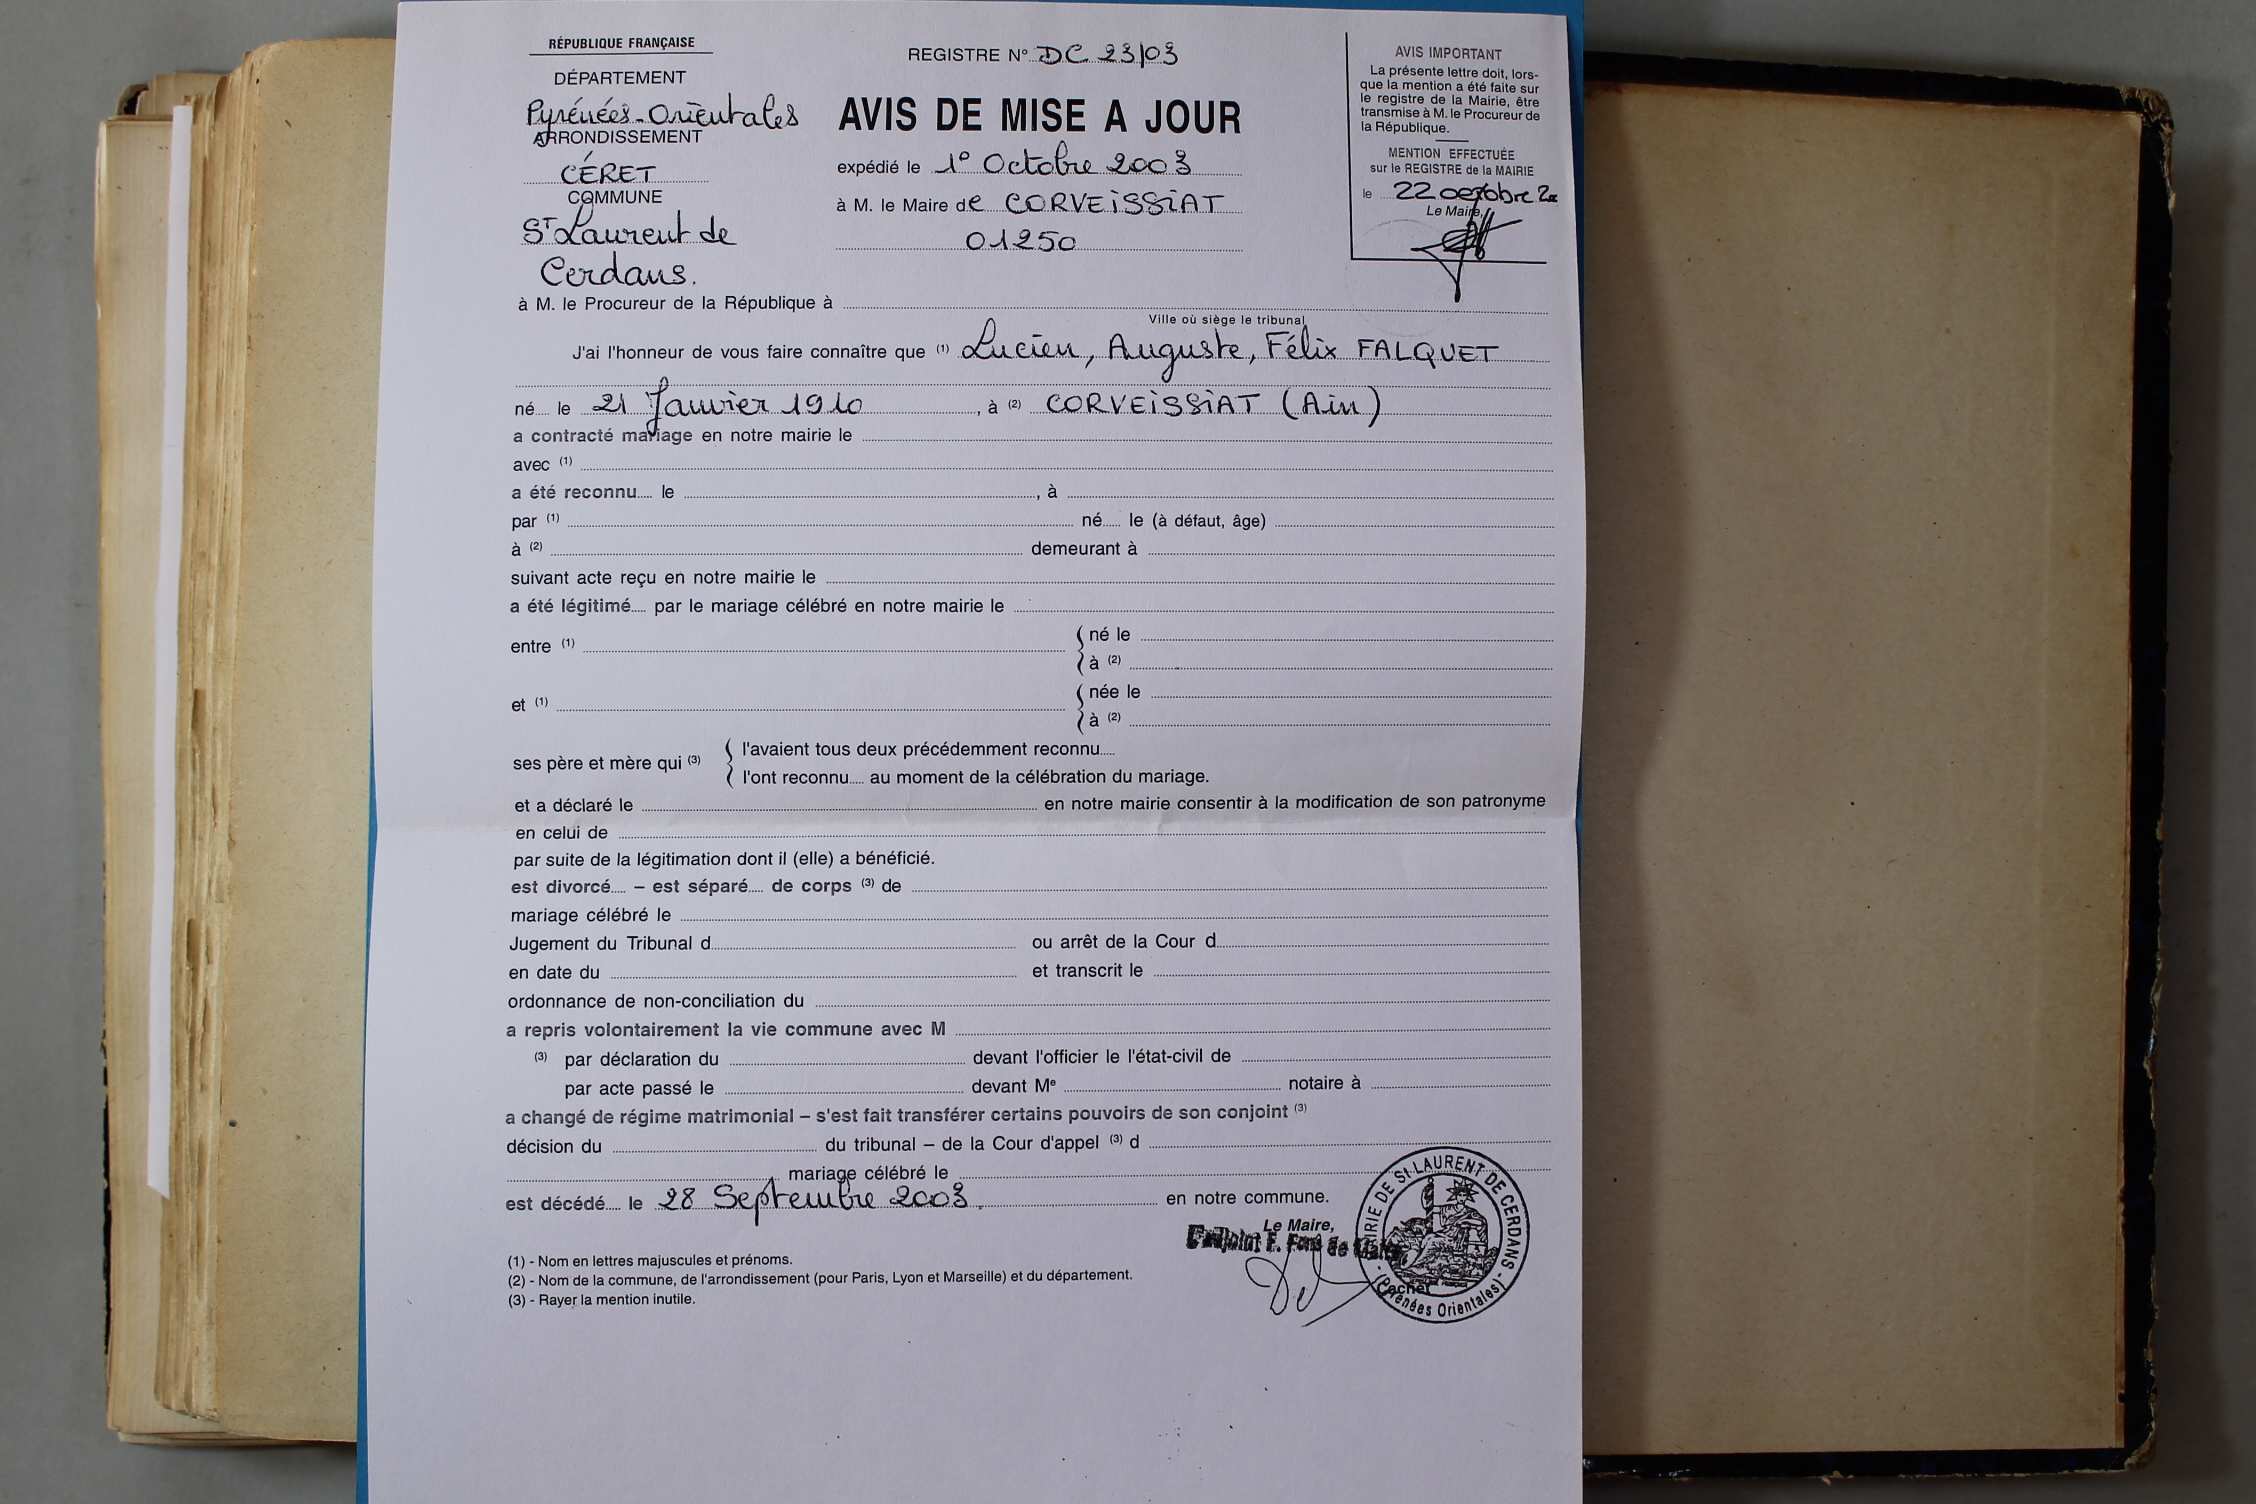 RÉPUBLIQUE FRANÇAISE
DÉPARTEMENT
Pyrénées-Orientales
ARRONDISSEMENT
CÉRET
COMMUNE
St Laurent de
Cerdans.
REGISTRE N° DC 23/03
AVIS DE MISE A JOUR
expédié le 1° Octobre 2003
à M. le Maire de CORVEISSIAT
01250
AVIS IMPORTANT
La présente lettre doit, lors-
que la mention a été faite sur
le registre de la Mairie, être
transmise à M. le Procureur de
la République.
MENTION EFFECTUÉE
sur le REGISTRE de la MAIRIE
le 22 octobre
Le Maire,
à M. le Procureur de la République à
Ville où siège le tribunal
J'ai l'honneur de vous faire connaître que (1) Lucien, Auguste, Félix FALQUET
né le 21 Janvier 1910, à (2) CORVEISSIAT (Ain)
a contracté mariage en notre mairie le
avec (1)
a été reconnu le , à
par (1) né le (à défaut, âge)
à (2) demeurant à
suivant acte reçu en notre mairie le
a été légitimé par le mariage célébré en notre mairie le
entre (1) né le
à (2)
et (1) née le
à (2)
ses père et mère qui (3) l'avaient tous deux précédemment reconnu
l'ont reconnu au moment de la célébration du mariage.
et a déclaré le en notre mairie consentir à la modification de son patronyme
en celui de
par suite de la légitimation dont il (elle) a bénéficié.
est divorcé – est séparé de corps (3) de
mariage célébré le
Jugement du Tribunal d ou arrêt de la Cour d
en date du et transcrit le
ordonnance de non-conciliation du
a repris volontairement la vie commune avec M
(3) par déclaration du devant l'officier le l'état-civil de
par acte passé le devant Me notaire à
a changé de régime matrimonial – s'est fait transférer certains pouvoirs de son conjoint (3)
décision du du tribunal – de la Cour d'appel (3) d
, mariage célébré le
est décédé le 28 Septembre 2003. en notre commune.
Le Maire,
MAIRIE DE St LAURENT DE CERDANS
(Pyrénées Orientales)
(1) - Nom en lettres majuscules et prénoms.
(2) - Nom de la commune, de l'arrondissement (pour Paris, Lyon et Marseille) et du département.
(3) - Rayer la mention inutile.